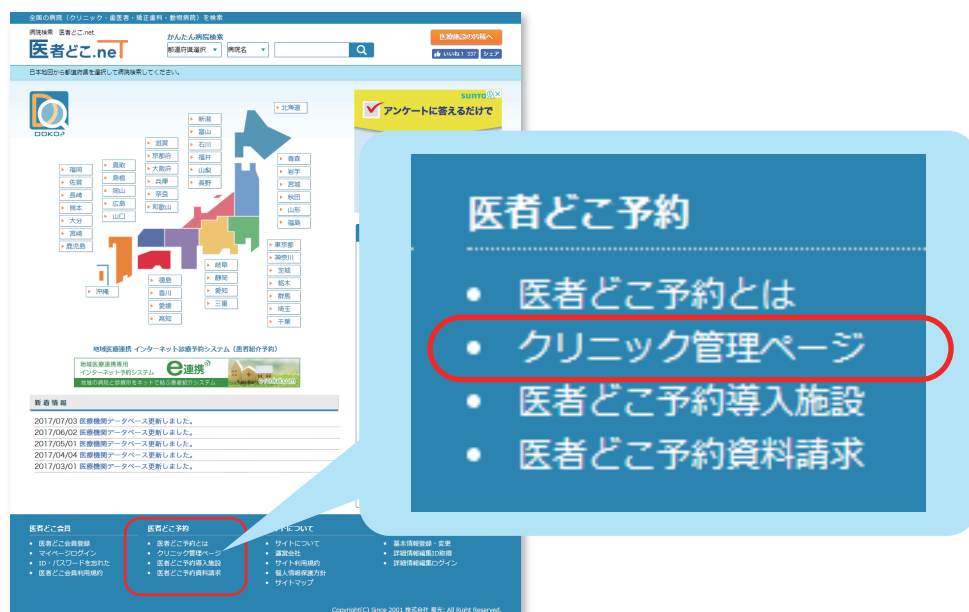 全国の病院（クリニック・歯医者・矯正歯科・動物病院）を検索
病院検索 医者どこ.net
医者どこ.neT
かんたん病院検索
都道府県選択 ▼ 病院名 ▼
いいね! 337 シェア
日本地図から都道府県を選択して病院検索してください。
DOKO?
アンケートに答えるだけで
北海道
新潟
富山
石川
福井
山梨
長野
滋賀
京都府
大阪府
兵庫
奈良
和歌山
鳥取
島根
岡山
広島
山口
福岡
佐賀
長崎
熊本
大分
宮崎
鹿児島
沖縄
青森
岩手
宮城
秋田
山形
福島
東京都
神奈川
茨城
栃木
群馬
埼玉
千葉
岐阜
静岡
愛知
三重
徳島
香川
愛媛
高知
地域医療連携 インターネット診療予約システム（患者紹介予約）
地域医療連携専用
インターネット予約システム
e連携
地域の病院と診療所をネットで結ぶ患者紹介システム
新着情報
2017/07/03 医療機関データベース更新しました。
2017/06/02 医療機関データベース更新しました。
2017/05/01 医療機関データベース更新しました。
2017/04/04 医療機関データベース更新しました。
2017/03/01 医療機関データベース更新しました。
医者どこ予約
• 医者どこ予約とは
• クリニック管理ページ
• 医者どこ予約導入施設
• 医者どこ予約資料請求
医者どこ会員
• 医者どこ会員登録
• マイページログイン
• ID・パスワードを忘れた
• 医者どこ会員利用規約
医者どこ予約
• 医者どこ予約とは
• クリニック管理ページ
• 医者どこ予約導入施設
• 医者どこ予約資料請求
サイトについて
• サイトについて
• 運営会社
• サイト利用規約
• 個人情報保護方針
• サイトマップ
• 基本情報登録・変更
• 詳細情報編集ID取得
• 詳細情報編集ログイン
Copyright(C) Since 2001 株式会社 星光; All Right Reserved.